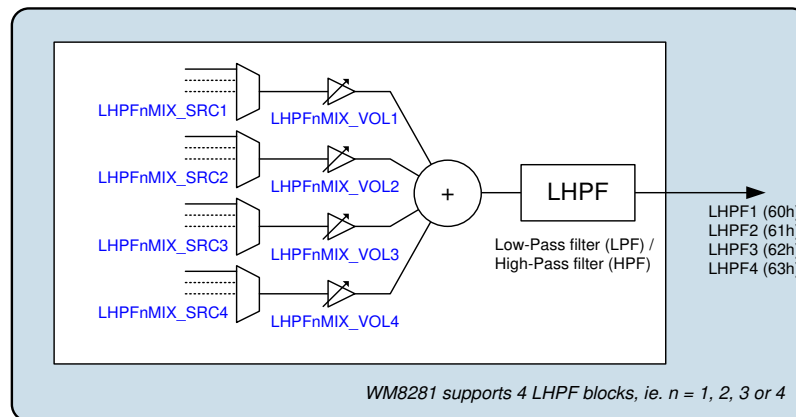 LHPFnMIX_SRC1
LHPFnMIX_VOL1
LHPFnMIX_SRC2
LHPFnMIX_VOL2
LHPFnMIX_SRC3
LHPFnMIX_VOL3
LHPFnMIX_SRC4
LHPFnMIX_VOL4
+
LHPF
Low-Pass filter (LPF) /
High-Pass filter (HPF)
LHPF1 (60h)
LHPF2 (61h)
LHPF3 (62h)
LHPF4 (63h)
WM8281 supports 4 LHPF blocks, ie. n = 1, 2, 3 or 4